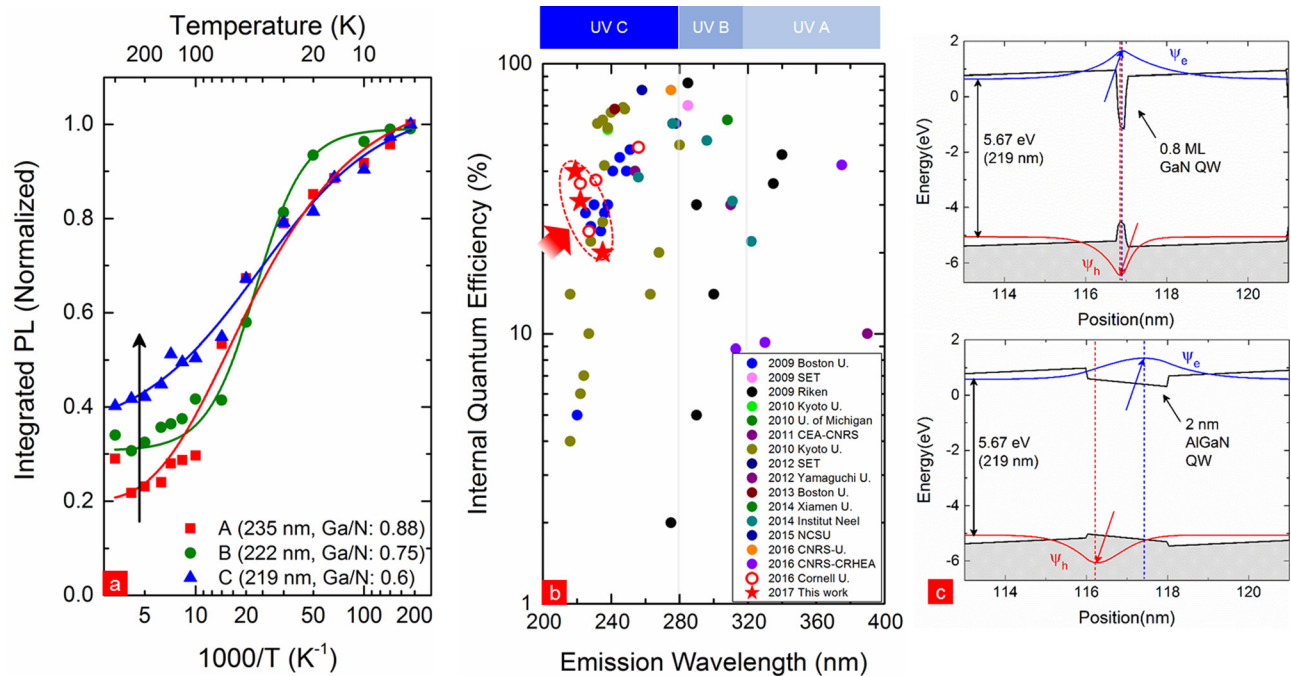 Temperature (K)
200 100 20 10
Integrated PL (Normalized)
1.0
0.8
0.6
0.4
0.2
0.0
A (235 nm, Ga/N: 0.88)
B (222 nm, Ga/N: 0.75)
C (219 nm, Ga/N: 0.6)
a
5 10 50 100 200
1000/T (K⁻¹)
UV C UV B UV A
Internal Quantum Efficiency (%)
100
10
1
2009 Boston U.
2009 SET
2009 Riken
2010 Kyoto U.
2010 U. of Michigan
2011 CEA-CNRS
2010 Kyoto U.
2012 SET
2012 Yamaguchi U.
2013 Boston U.
2014 Xiamen U.
2014 Institut Neel
2015 NCSU
2016 CNRS-U.
2016 CNRS-CRHEA
2016 Cornell U.
2017 This work
b
200 240 280 320 360 400
Emission Wavelength (nm)
Energy(eV)
2
0
-2
-4
-6
Ψe
5.67 eV
(219 nm)
0.8 ML
GaN QW
Ψh
114 116 118 120
Position(nm)
Energy(eV)
2
0
-2
-4
-6
Ψe
5.67 eV
(219 nm)
2 nm
AlGaN
QW
Ψh
c
114 116 118 120
Position(nm)